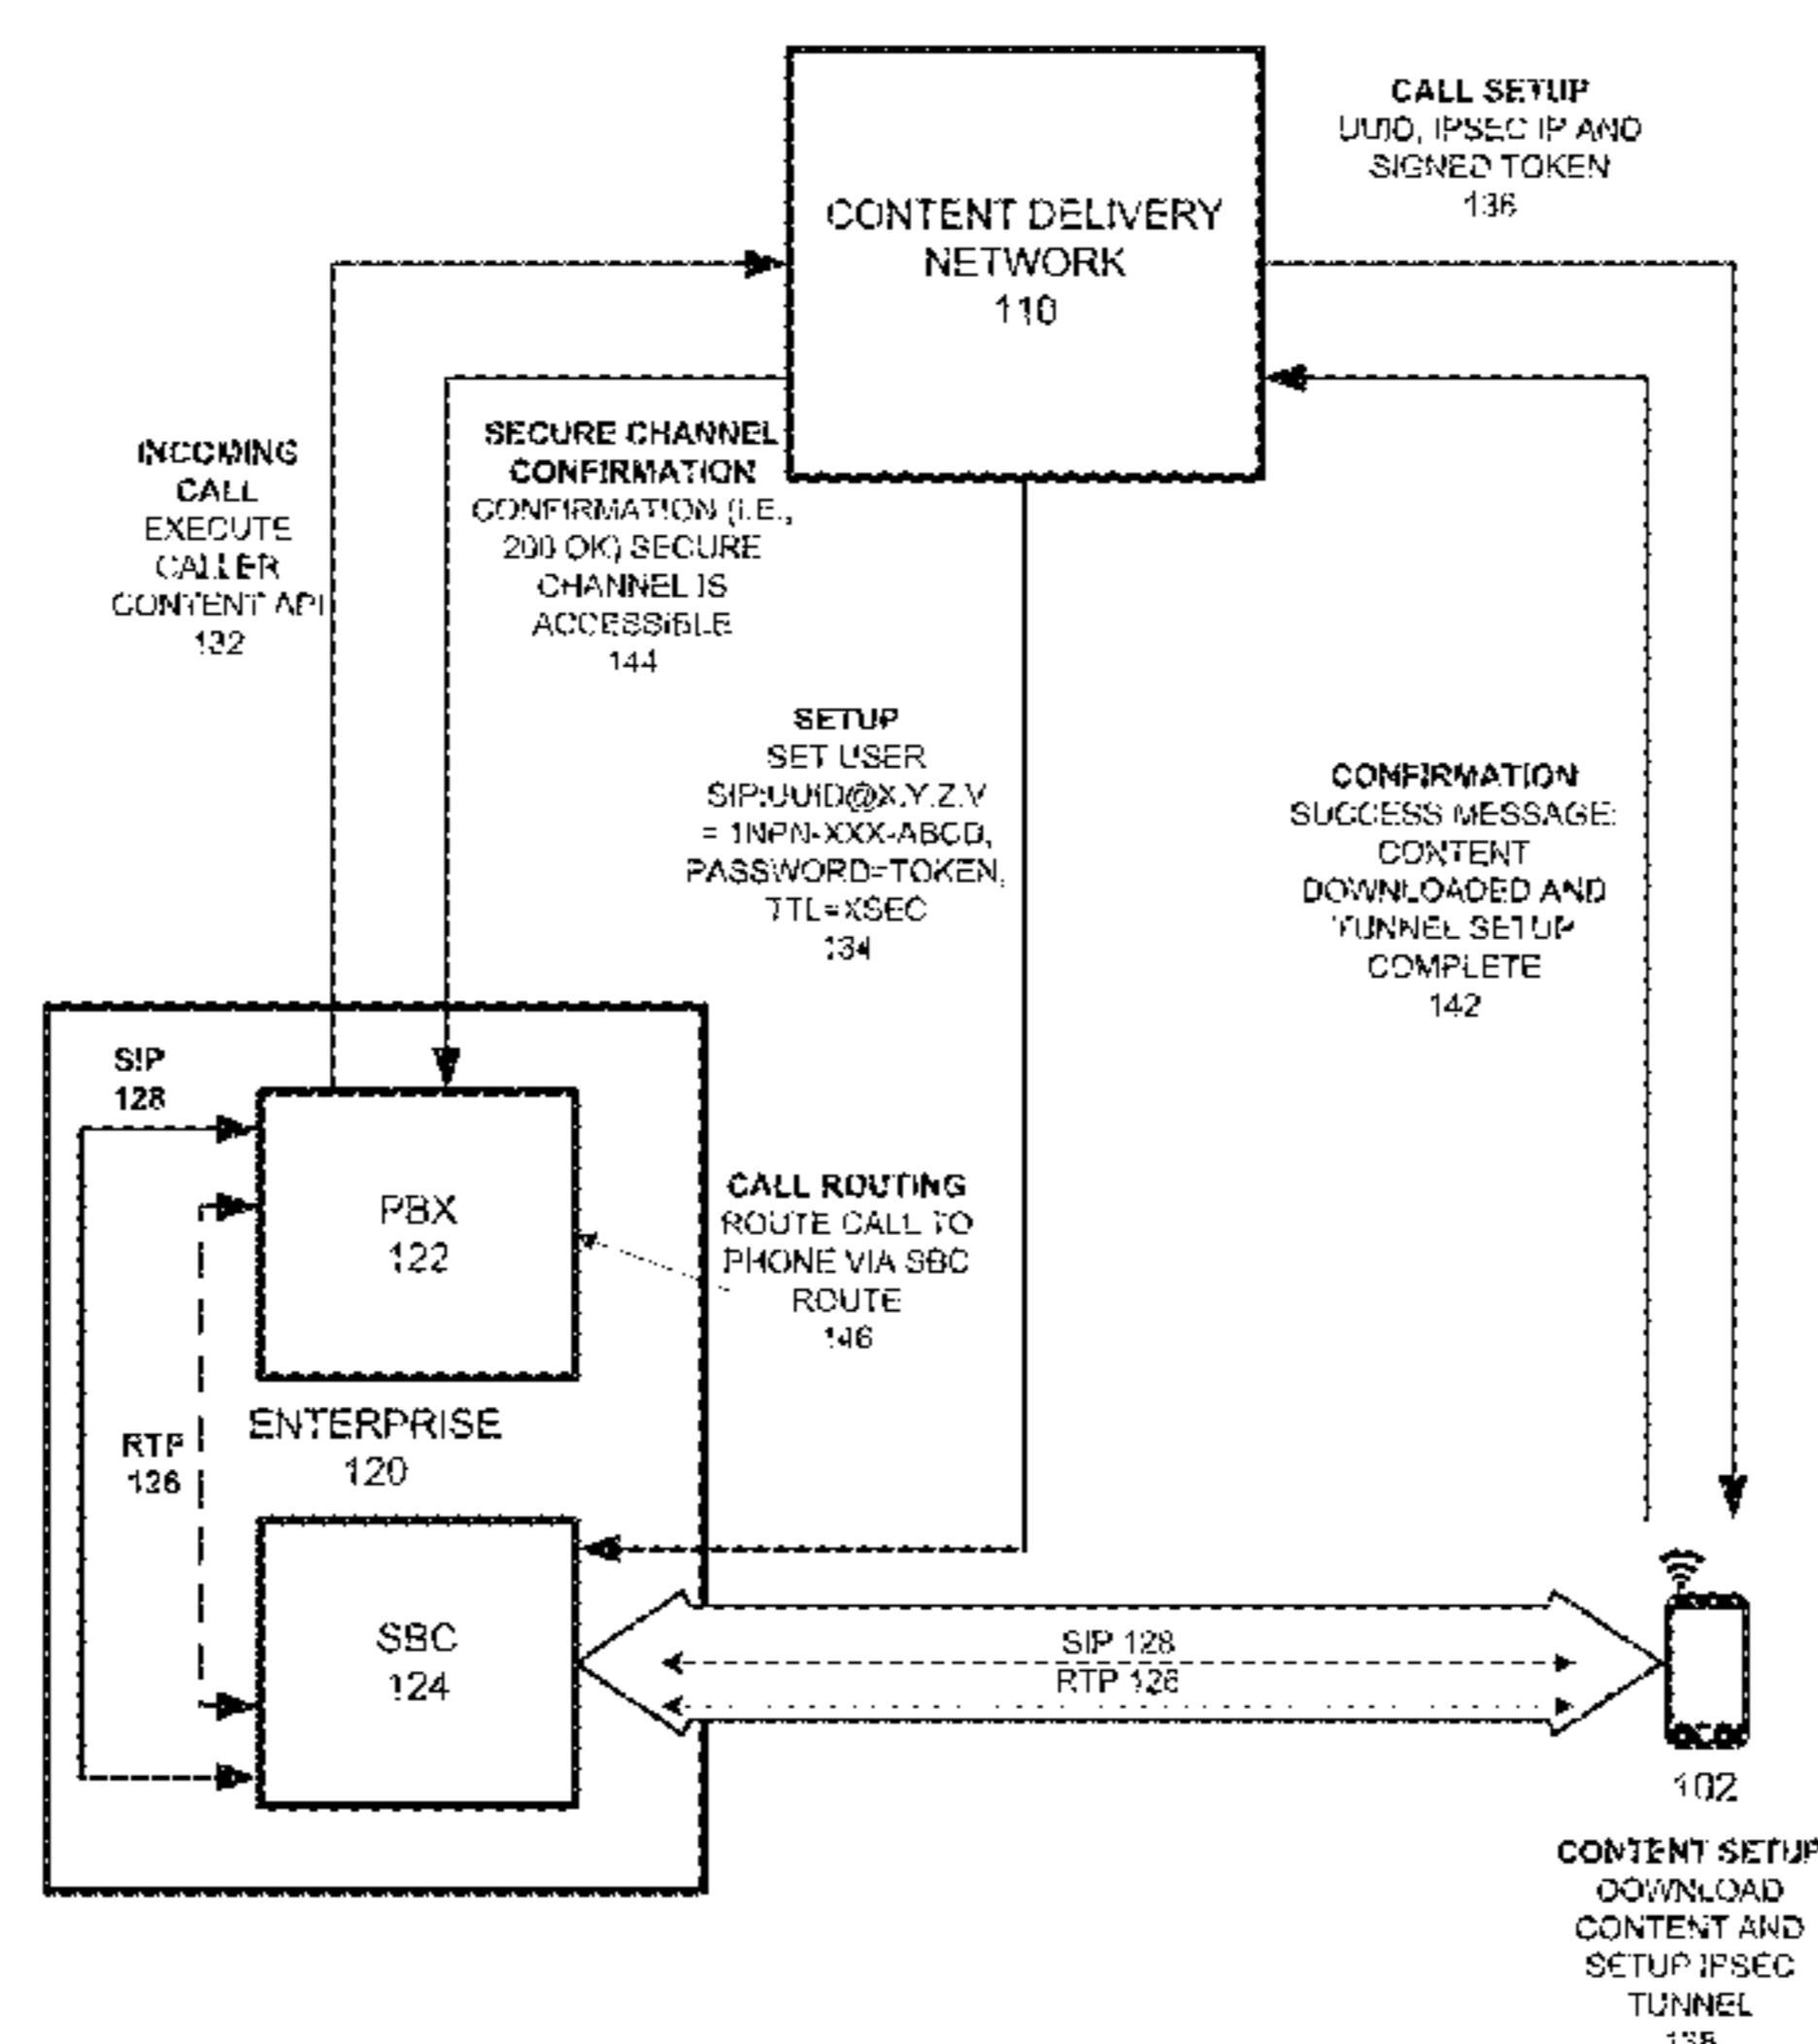 CALL SETUP
UUID, IPSEC IP AND
SIGNED TOKEN
136
CONTENT DELIVERY
NETWORK
110
INCOMING
CALL
EXECUTE
CALLER
CONTENT API
132
SECURE CHANNEL
CONFIRMATION
CONFIRMATION (I.E.,
200 OK) SECURE
CHANNEL IS
ACCESSIBLE
144
SETUP
SET USER
SIP:UUID@X.Y.Z.V
= 1NPN-XXX-ABCD,
PASSWORD=TOKEN,
TTL=XSEC
134
CONFIRMATION
SUCCESS MESSAGE:
CONTENT
DOWNLOADED AND
TUNNEL SETUP
COMPLETE
142
SIP
128
PBX
122
CALL ROUTING
ROUTE CALL TO
PHONE VIA SBC
ROUTE
146
RTP
126
ENTERPRISE
120
SBC
124
SIP 128
RTP 126
102
CONTENT SETUP
DOWNLOAD
CONTENT AND
SETUP IPSEC
TUNNEL